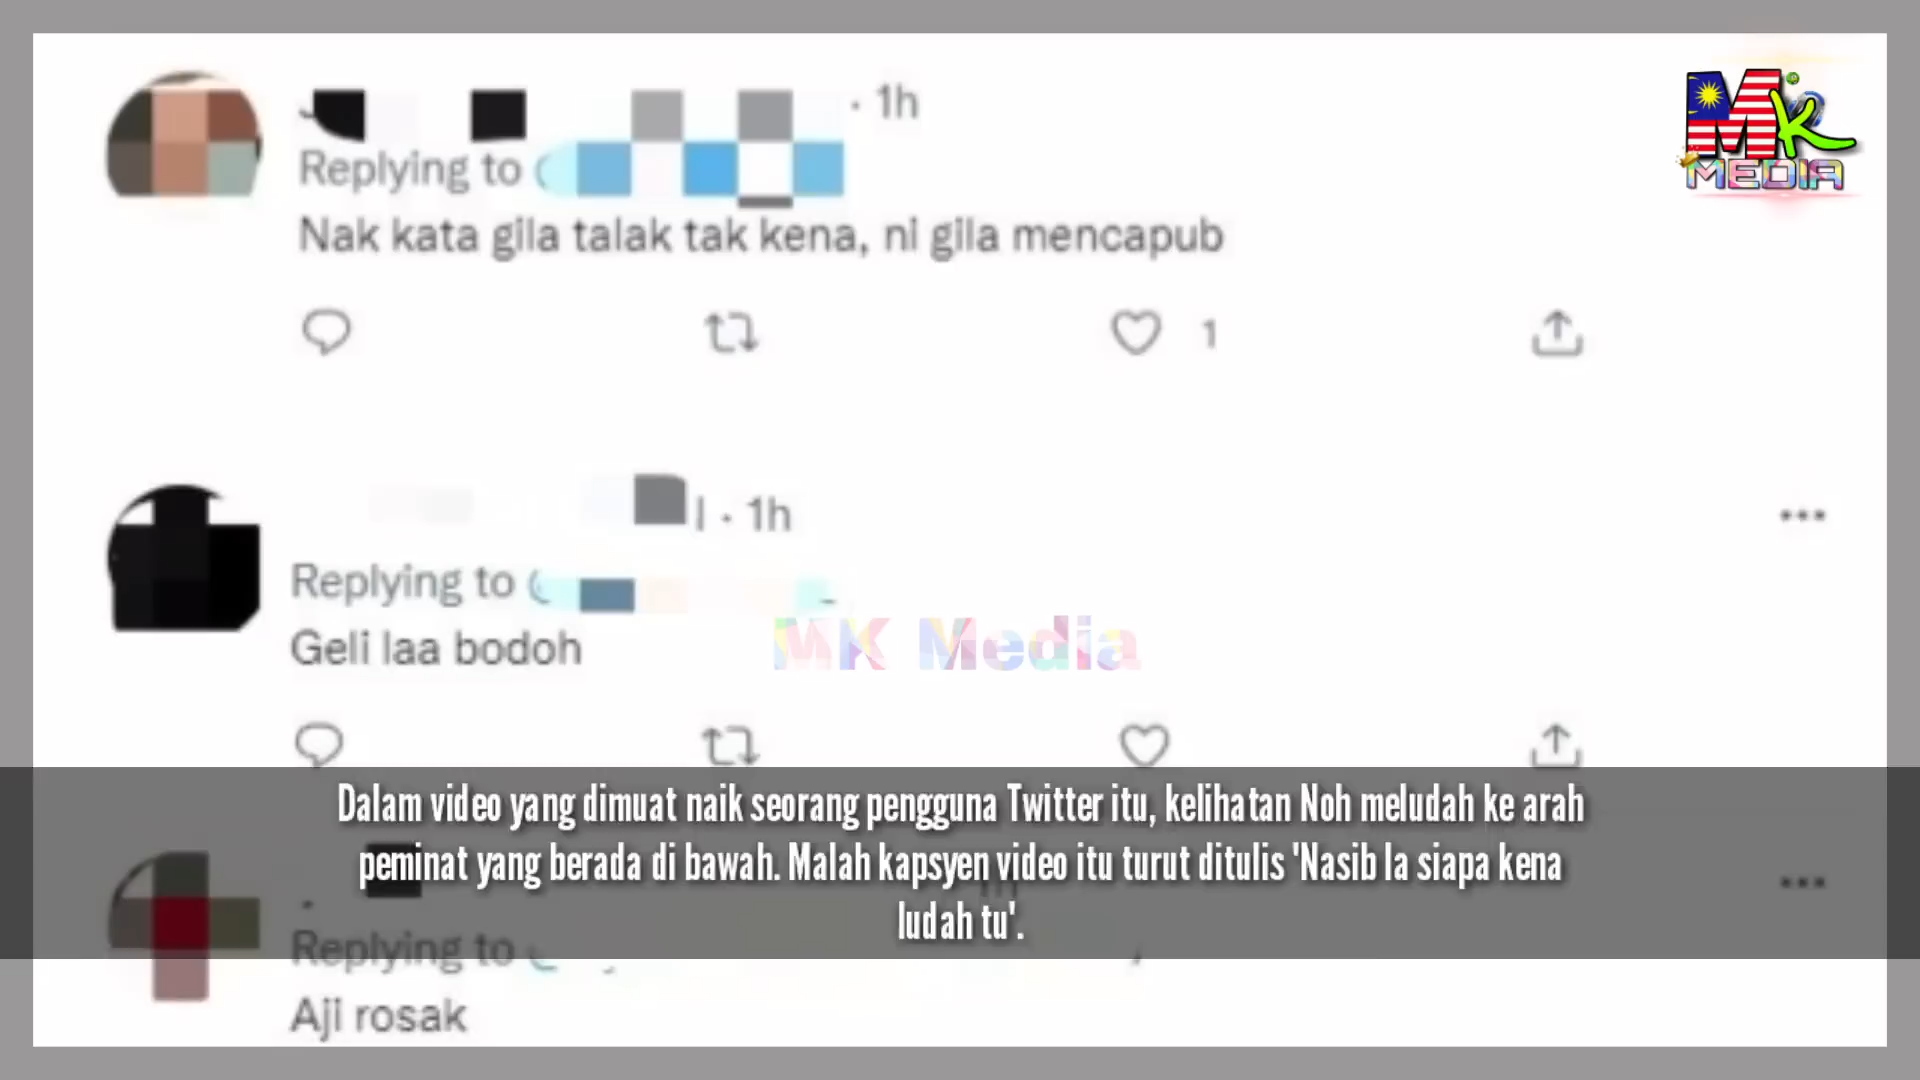 · 1h
Replying to
Nak kata gila talak tak kena, ni gila mencapub
1
· 1h
Replying to
Geli laa bodoh
MK Media
Dalam video yang dimuat naik seorang pengguna Twitter itu, kelihatan Noh meludah ke arah
peminat yang berada di bawah. Malah kapsyen video itu turut ditulis 'Nasib la siapa kena
ludah tu'.
Replying to
Aji rosak
MK
MEDIA